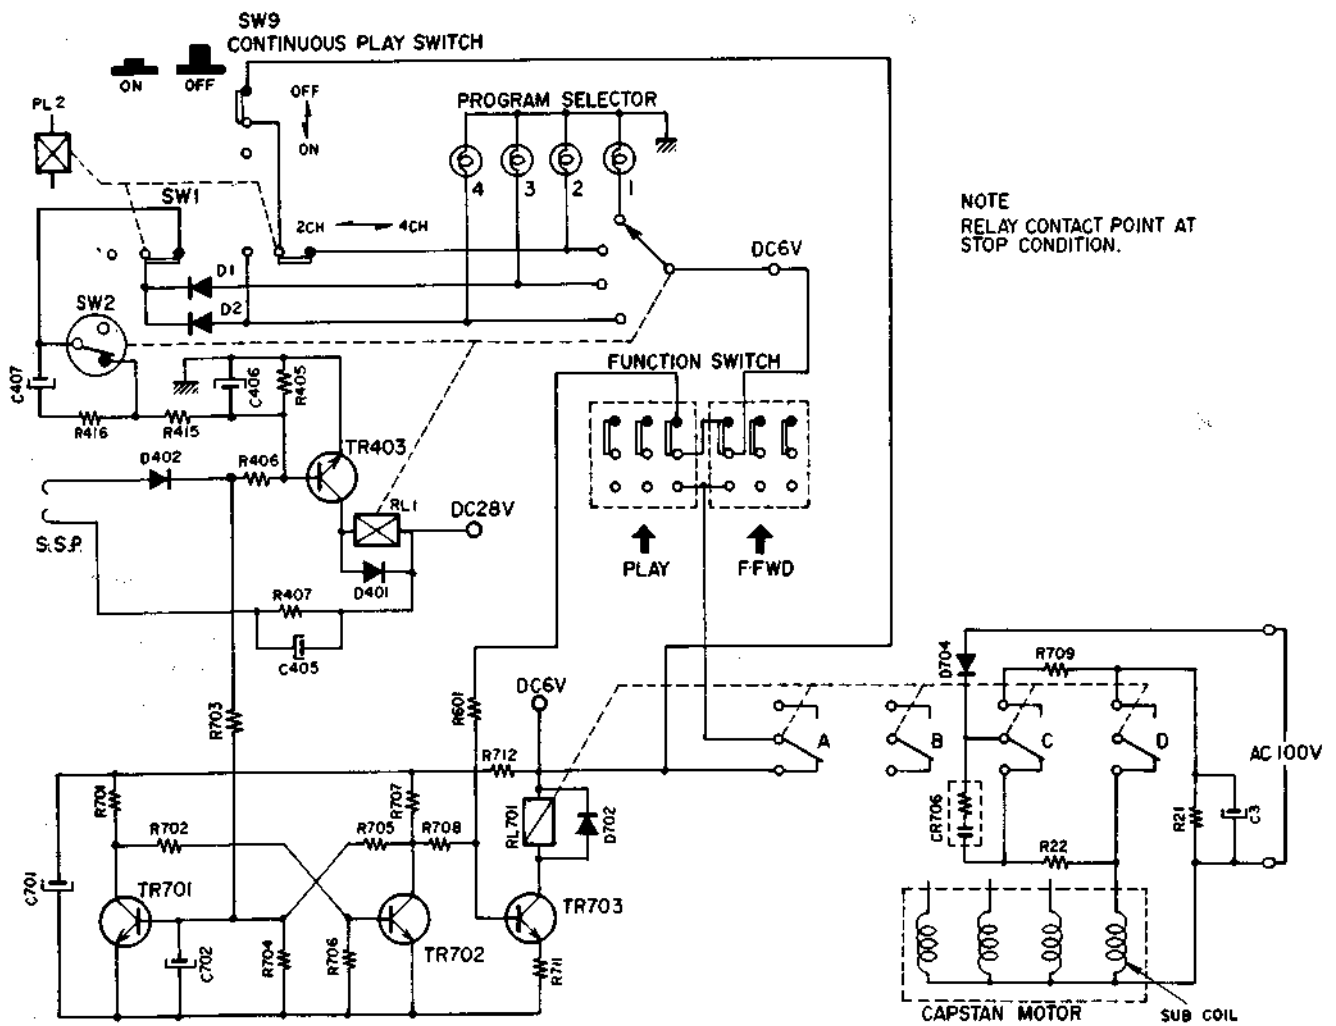 SW9
CONTINUOUS PLAY SWITCH
ON
OFF
OFF
ON
PL2
PROGRAM SELECTOR
4
3
2
1
SW1
2CH
4CH
NOTE
RELAY CONTACT POINT AT
STOP CONDITION.
DC6V
D1
D2
SW2
FUNCTION SWITCH
C407
C406
R405
R416
R415
TR403
D402
R406
RL1
DC28V
S.S.P.
PLAY
F·FWD
D401
R407
C405
D704
R709
DC6V
R703
R601
R712
A
B
C
D
AC100V
R701
R707
RL701
D702
CR706
R21
C3
R702
R705
R708
R22
C701
TR701
TR703
C702
R704
R706
TR702
R711
CAPSTAN MOTOR
SUB COIL